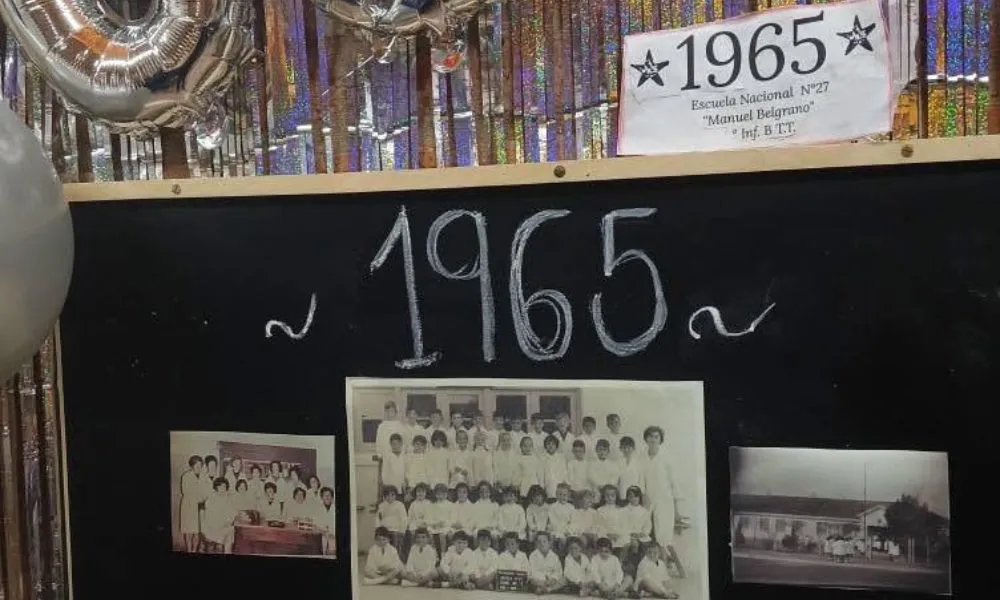 1965
Escuela Nacional N°27
"Manuel Belgrano"
° Inf. B T.T.
~ 1965 ~